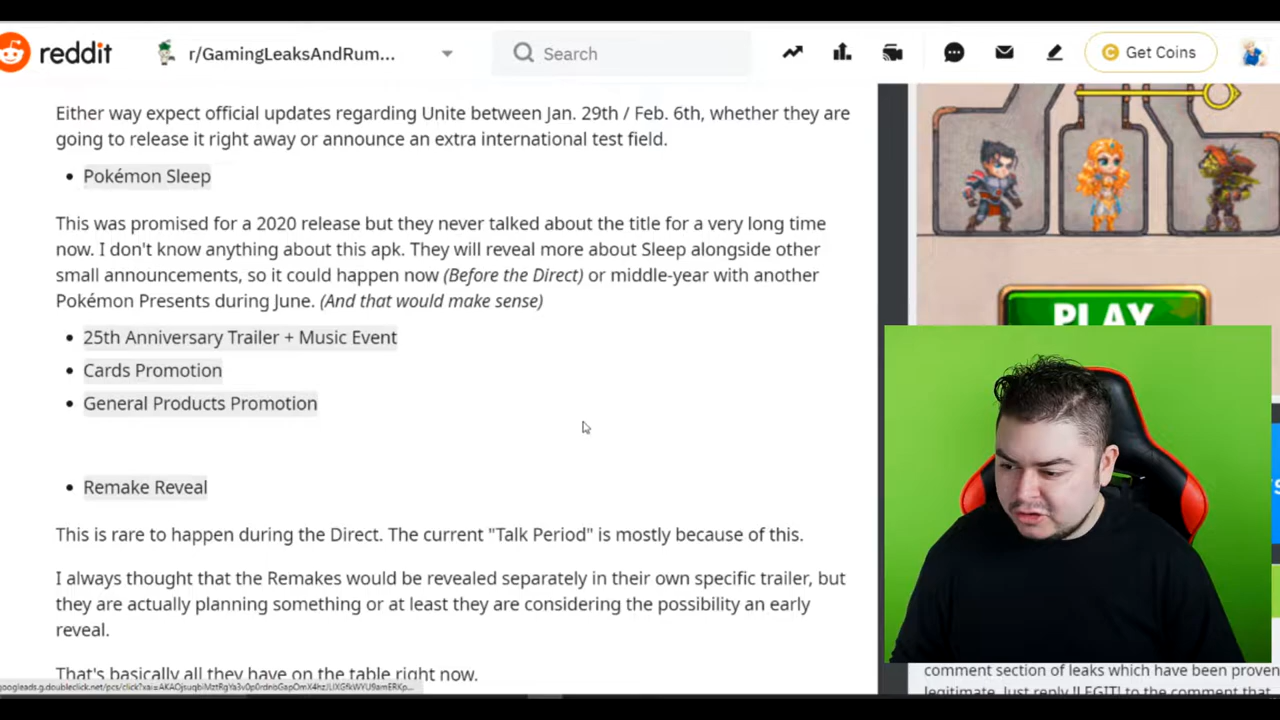 reddit
r/GamingLeaksAndRum...
Search
Get Coins
Either way expect official updates regarding Unite between Jan. 29th / Feb. 6th, whether they are
going to release it right away or announce an extra international test field.
Pokémon Sleep
This was promised for a 2020 release but they never talked about the title for a very long time
now. I don't know anything about this apk. They will reveal more about Sleep alongside other
small announcements, so it could happen now (Before the Direct) or middle-year with another
Pokémon Presents during June. (And that would make sense)
25th Anniversary Trailer + Music Event
Cards Promotion
General Products Promotion
Remake Reveal
This is rare to happen during the Direct. The current "Talk Period" is mostly because of this.
I always thought that the Remakes would be revealed separately in their own specific trailer, but
they are actually planning something or at least they are considering the possibility an early
reveal.
That's basically all they have on the table right now.
PLAY
comment section of leaks which have been proven
legitimate. Just reply !LEGIT! to the comment that